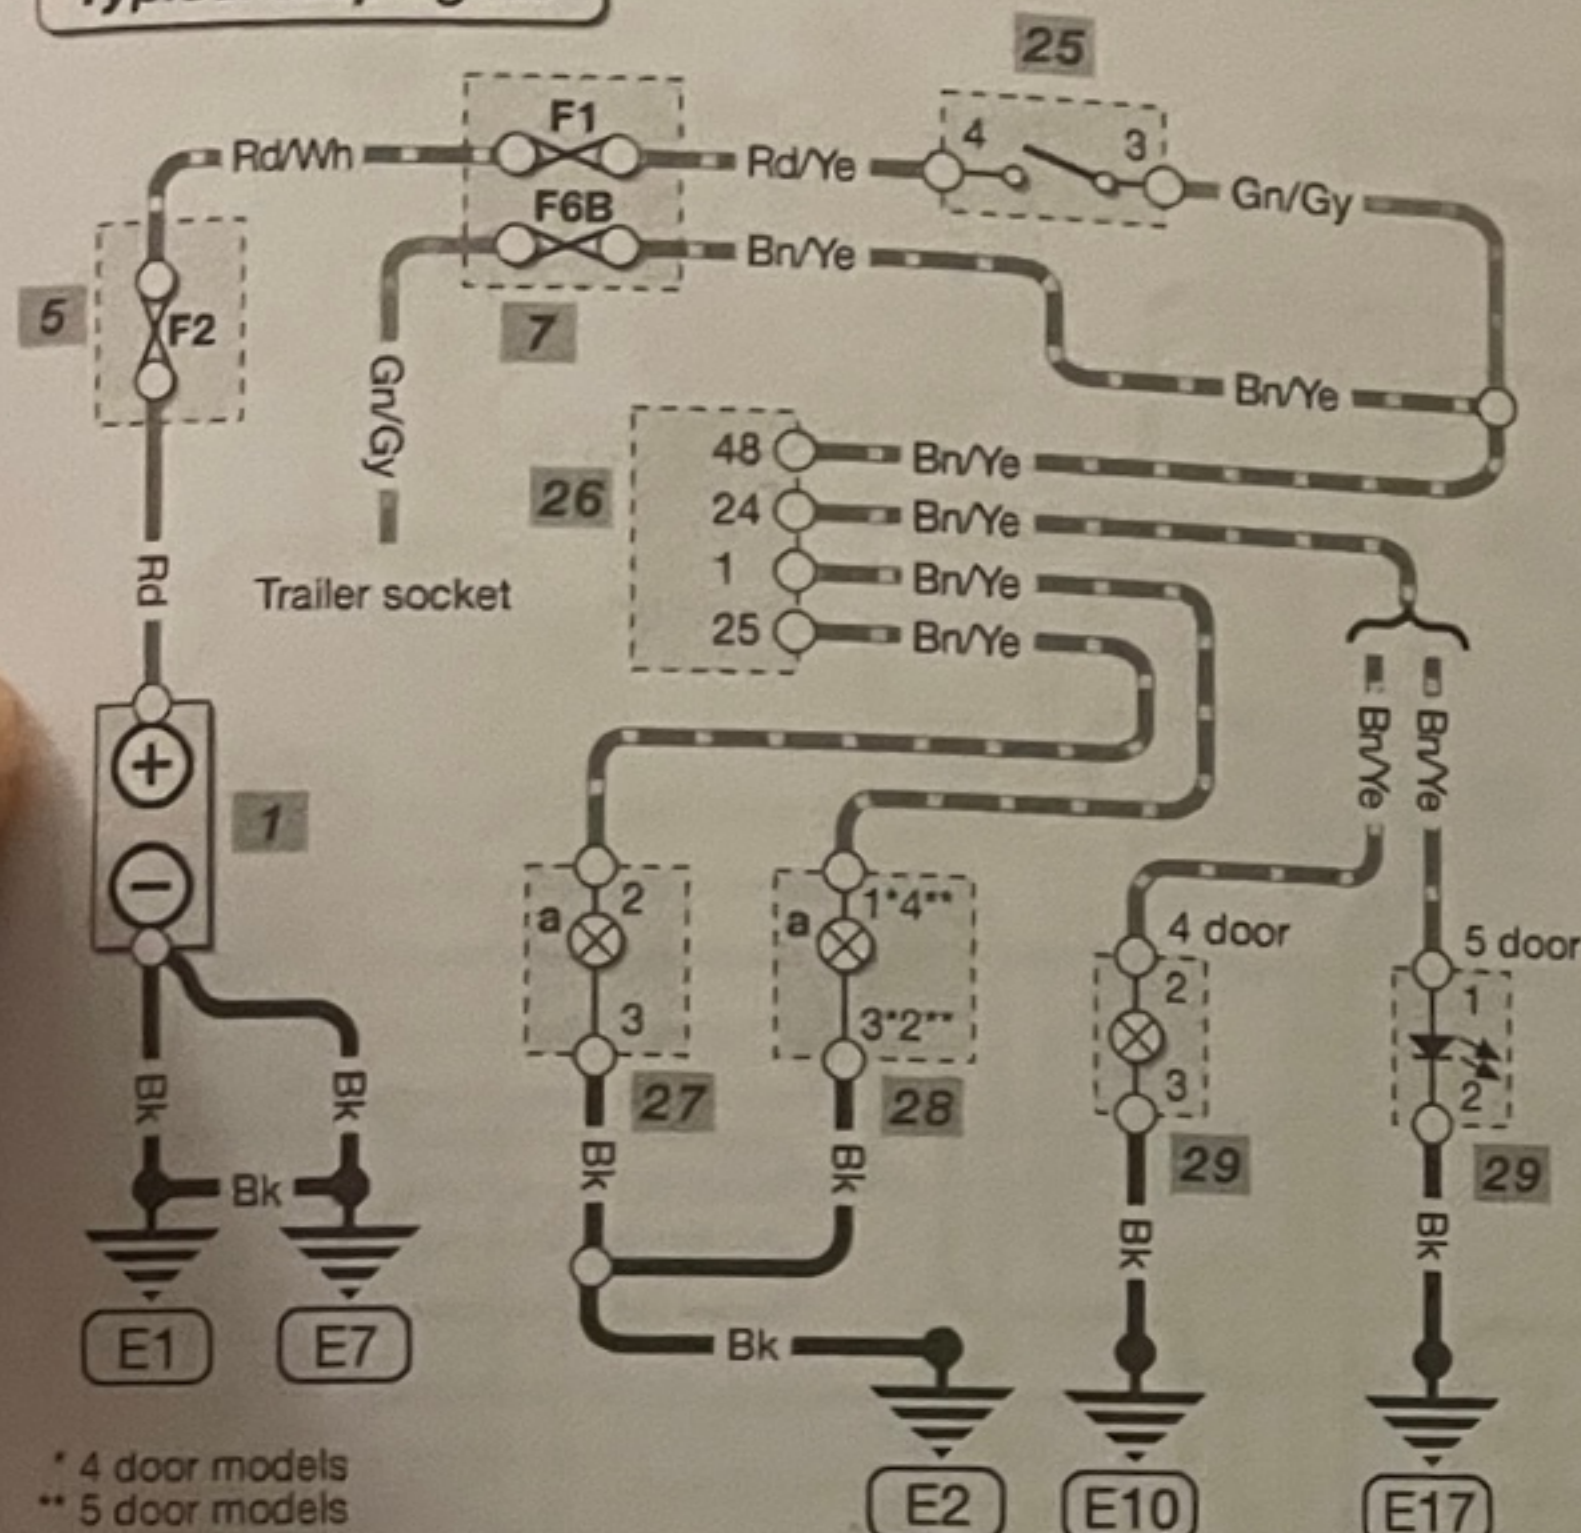 25
F1
4 3
Rd/Wh
Rd/Ye
Gn/Gy
F6B
Bn/Ye
5
F2
7
Gn/Gy
Bn/Ye
26
48 Bn/Ye
24 Bn/Ye
1 Bn/Ye
25 Bn/Ye
Rd
Trailer socket
Bn/Ye
Bn/Ye
+
1
−
a 2
3
27
a 1*4**
3*2**
28
4 door
2
3
29
5 door
1
2
29
Bk
Bk
Bk
Bk
Bk
Bk
Bk
Bk
E1
E7
E2
E10
E17
* 4 door models
** 5 door models